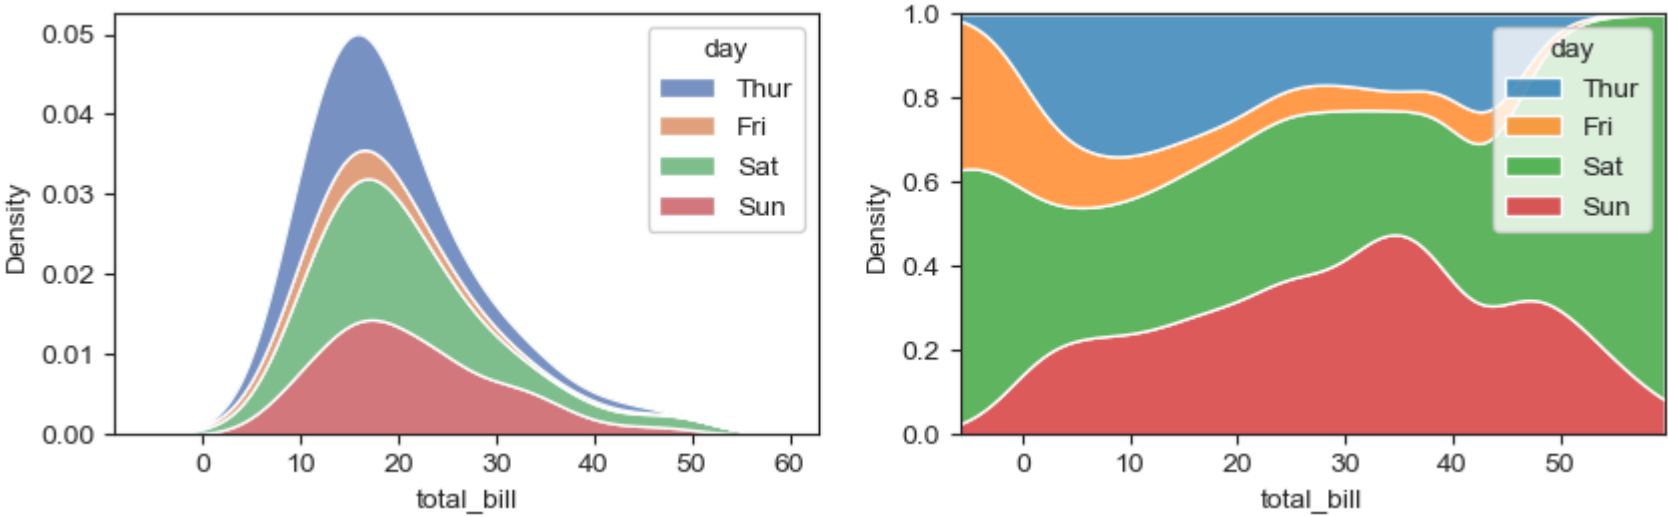 0.05
0.04
0.03
0.02
0.01
0.00
Density
0 10 20 30 40 50 60
total_bill
day
Thur
Fri
Sat
Sun
1.0
0.8
0.6
0.4
0.2
0.0
Density
0 10 20 30 40 50
total_bill
day
Thur
Fri
Sat
Sun